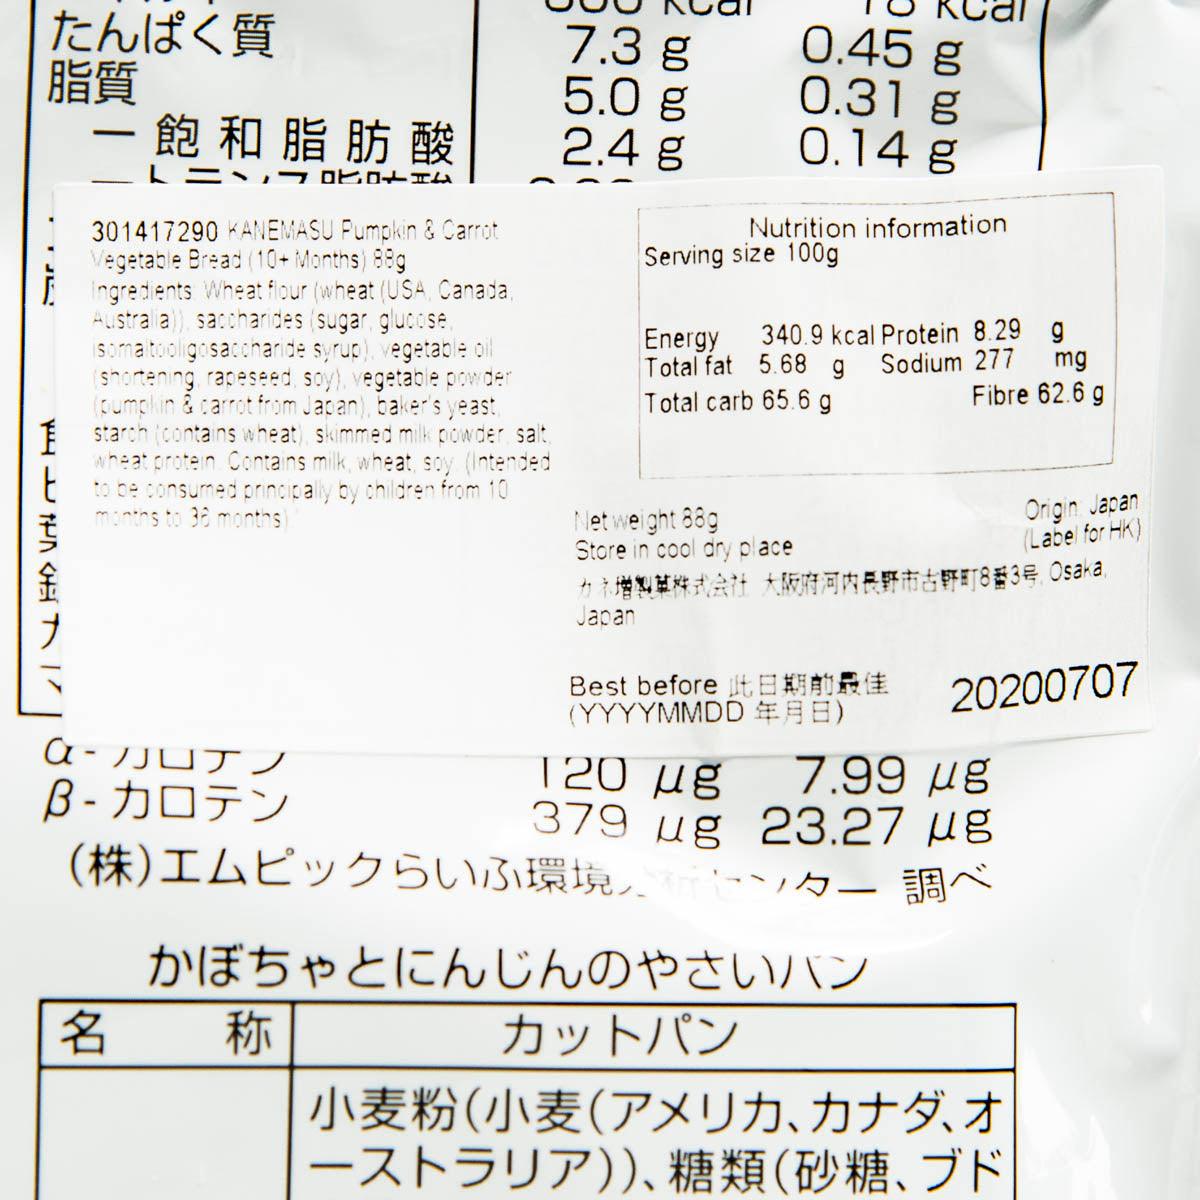 たんぱく質 7.3 g 0.45 g
脂質 5.0 g 0.31 g
ー飽和脂肪酸 2.4 g 0.14 g
301417290 KANEMASU Pumpkin & Carrot
Vegetable Bread (10+ Months) 88g
Ingredients: Wheat flour (wheat (USA, Canada,
Australia)), saccharides (sugar, glucose,
isomaltooligosaccharide syrup), vegetable oil
(shortening, rapeseed, soy), vegetable powder
(pumpkin & carrot from Japan), baker's yeast,
starch (contains wheat), skimmed milk powder, salt,
wheat protein. Contains milk, wheat, soy. (Intended
to be consumed principally by children from 10
months to 36 months)
Nutrition information
Serving size 100g
Energy 340.9 kcal Protein 8.29 g
Total fat 5.68 g Sodium 277 mg
Total carb 65.6 g Fibre 62.6 g
Net weight 88g
Origin: Japan
Store in cool dry place
(Label for HK)
カネ増製菓株式会社 大阪府河内長野市古野町8番3号, Osaka,
Japan
Best before 此日期前最佳
(YYYYMMDD 年月日)
20200707
α-カロテン 120 μg 7.99 μg
β-カロテン 379 μg 23.27 μg
(株)エムピックらいふ環境分析センター 調べ
かぼちゃとにんじんのやさいパン
名称 カットパン
小麦粉(小麦(アメリカ、カナダ、オ
ーストラリア))、糖類(砂糖、ブド